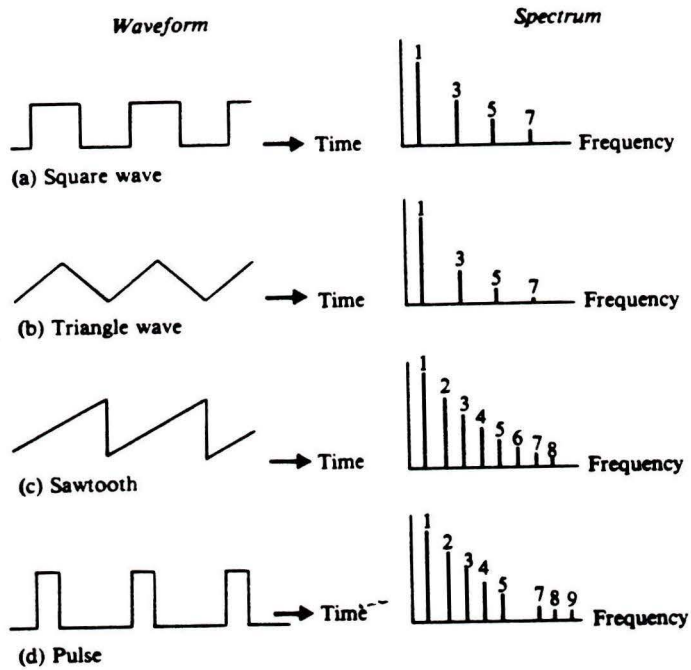 Waveform
Spectrum
1
3
5
7
Time
Frequency
(a) Square wave
1
3
5
7
Time
Frequency
(b) Triangle wave
1
2
3
4
5
6
7
8
Time
Frequency
(c) Sawtooth
1
2
3
4
5
7
8
9
Time
Frequency
(d) Pulse